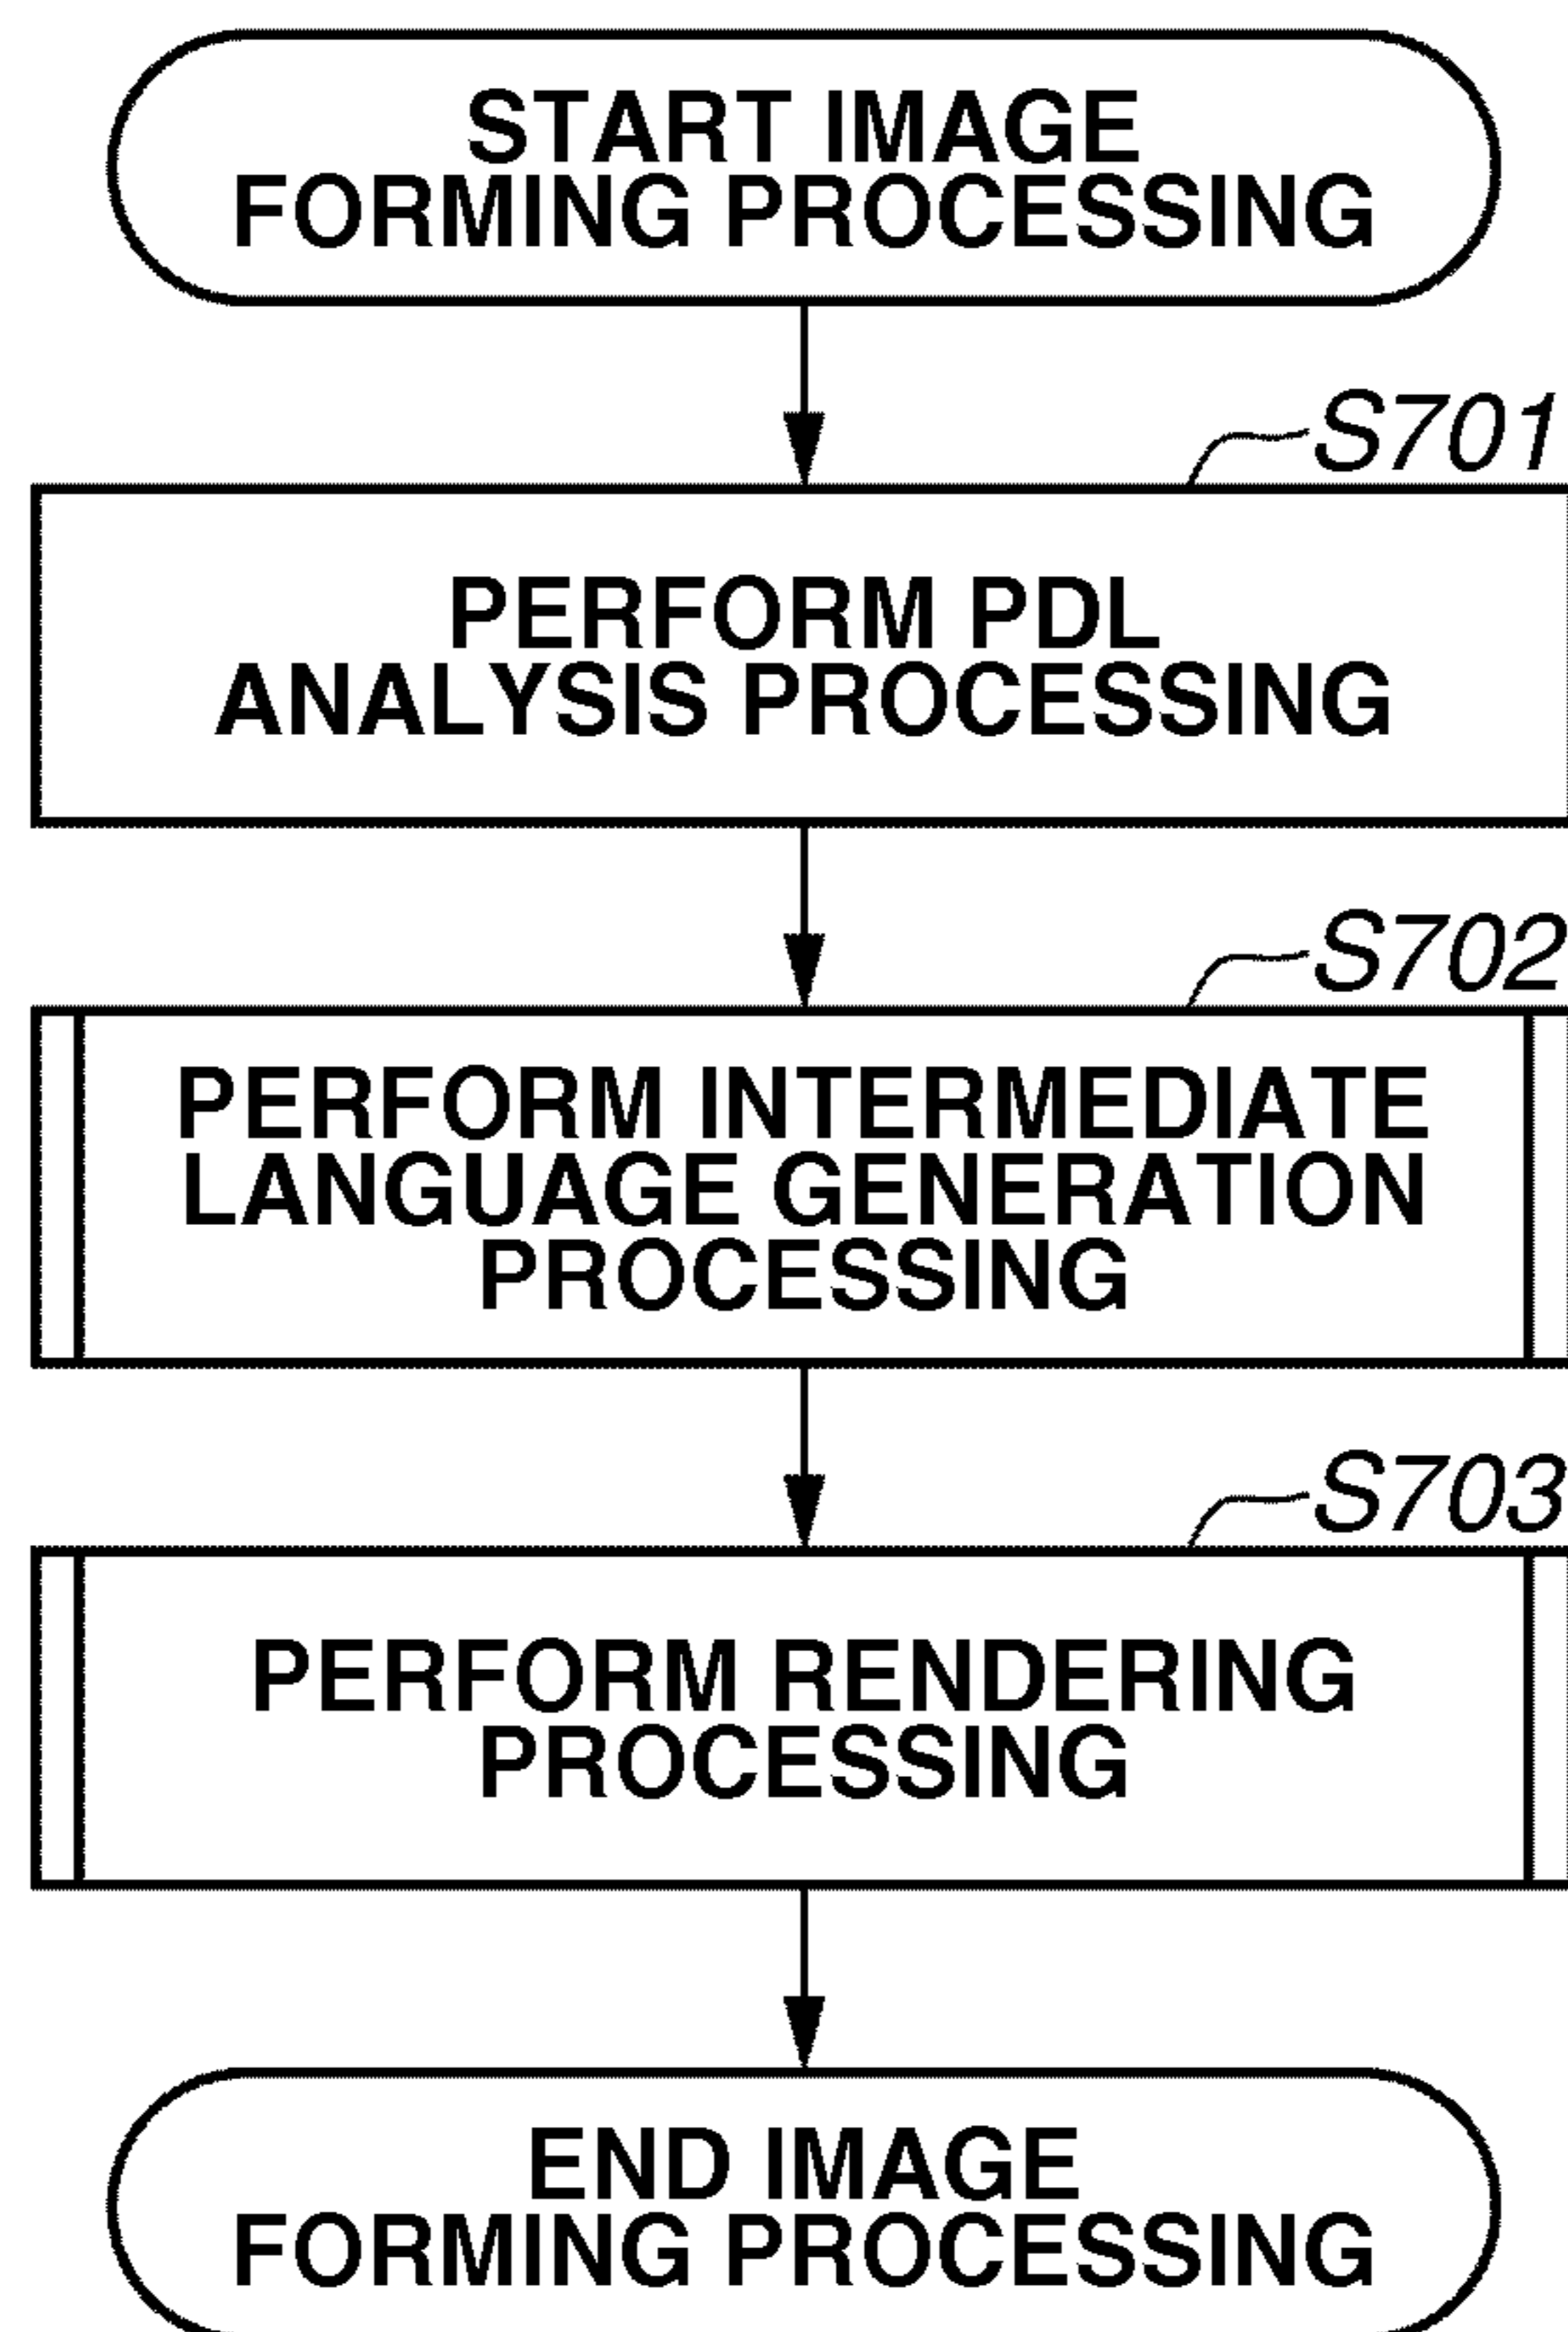 START IMAGE
FORMING PROCESSING
S701
PERFORM PDL
ANALYSIS PROCESSING
S702
PERFORM INTERMEDIATE
LANGUAGE GENERATION
PROCESSING
S703
PERFORM RENDERING
PROCESSING
END IMAGE
FORMING PROCESSING